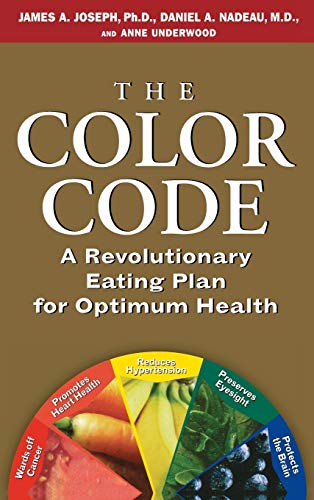 JAMES A. JOSEPH, Ph.D., DANIEL A. NADEAU, M.D.,
AND ANNE UNDERWOOD
THE
COLOR
CODE
A Revolutionary
Eating Plan
for Optimum Health
Wards off
Cancer
Promotes
Heart Health
Reduces
Hypertension
Preserves
Eyesight
Protects
the Brain